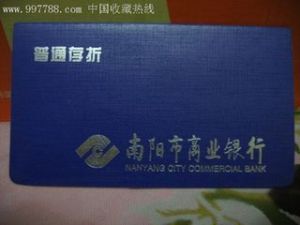 www.997788.com 中国收藏热线
普通存折
南阳市商业银行
NANYANG CITY COMMERCIAL BANK